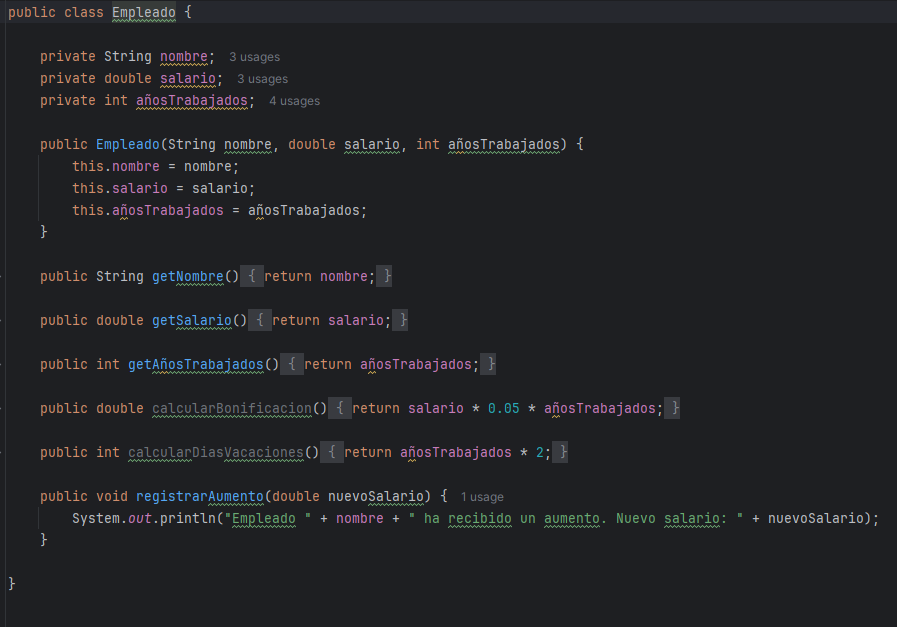 public class Empleado {
private String nombre; 3 usages
private double salario; 3 usages
private int añosTrabajados; 4 usages
public Empleado(String nombre, double salario, int añosTrabajados) {
this.nombre = nombre;
this.salario = salario;
this.añosTrabajados = añosTrabajados;
}
public String getNombre() { return nombre; }
public double getSalario() { return salario; }
public int getAñosTrabajados() { return añosTrabajados; }
public double calcularBonificacion() { return salario * 0.05 * añosTrabajados; }
public int calcularDiasVacaciones() { return añosTrabajados * 2; }
public void registrarAumento(double nuevoSalario) { 1 usage
System.out.println("Empleado " + nombre + " ha recibido un aumento. Nuevo salario: " + nuevoSalario);
}
}